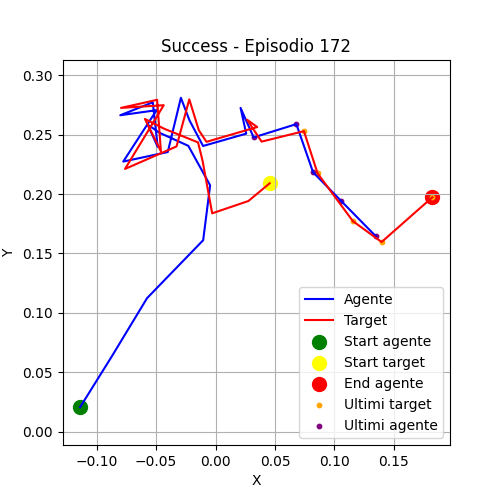 Success - Episodio 172
0.30
0.25
0.20
0.15
0.10
0.05
0.00
Y
−0.10 −0.05 0.00 0.05 0.10 0.15
X
Agente
Target
Start agente
Start target
End agente
Ultimi target
Ultimi agente